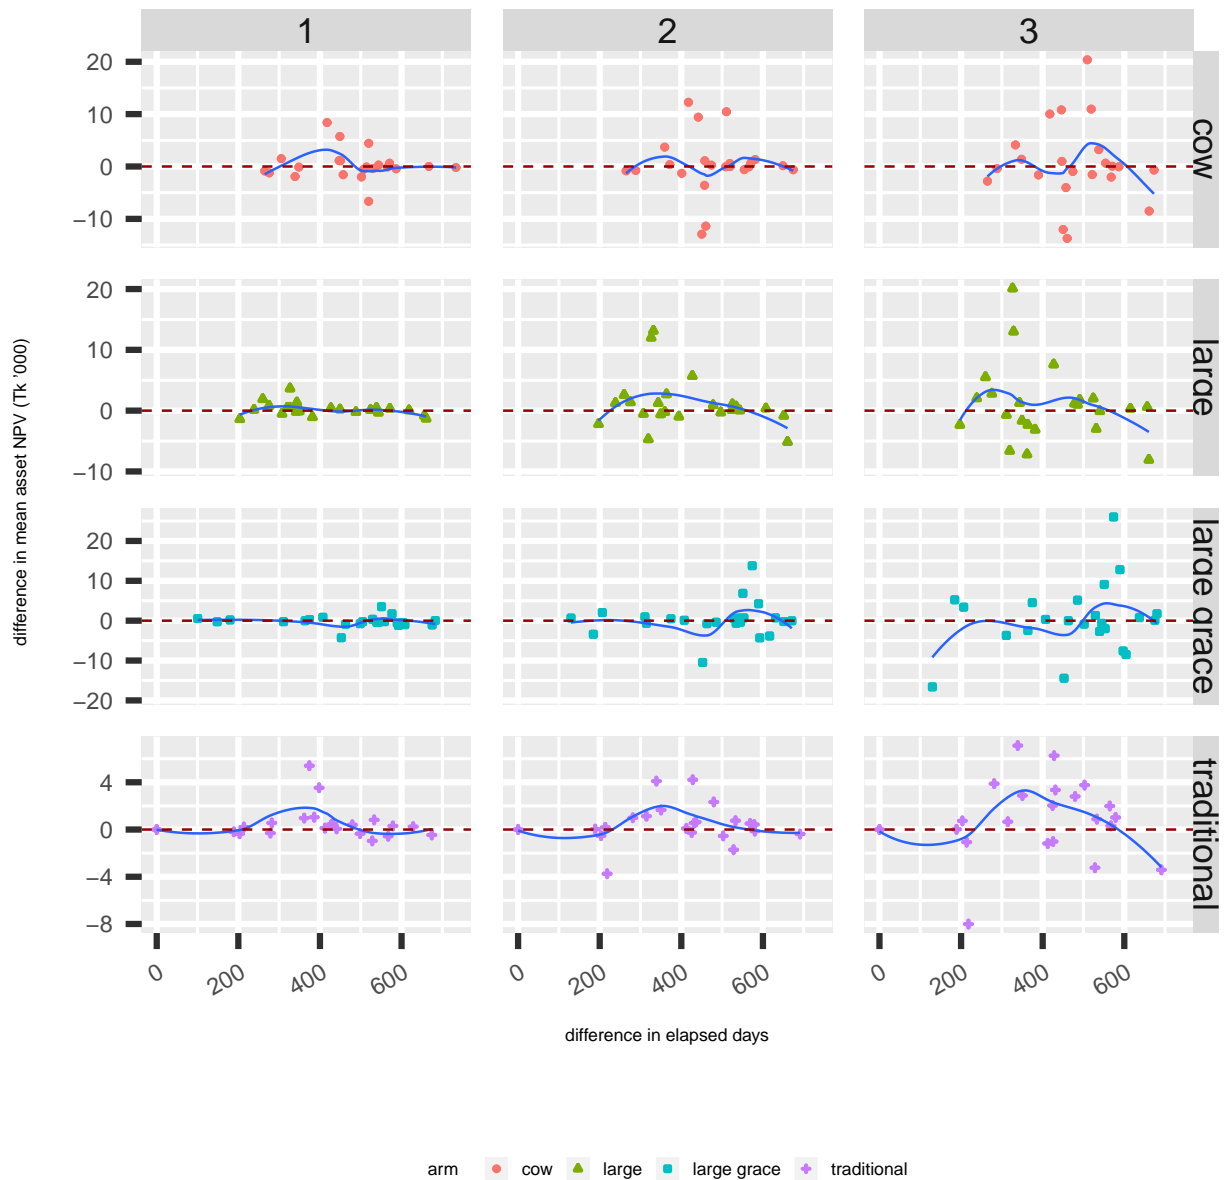 1 2 3
cow
20
10
0
−10
large
20
10
0
−10
large grace
20
10
0
−10
−20
traditional
4
0
−4
−8
0 200 400 600 0 200 400 600 0 200 400 600
difference in elapsed days
difference in mean asset NPV (Tk '000)
arm cow large large grace traditional